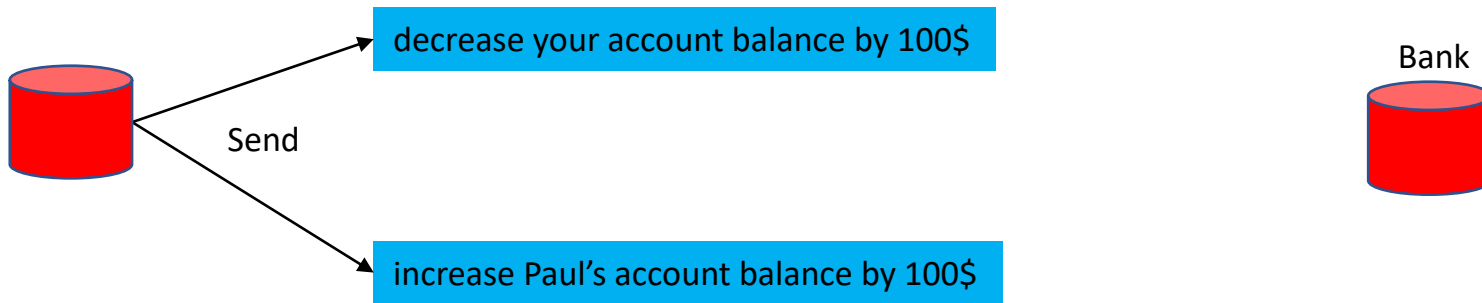 decrease your account balance by 100$
Bank
Send
increase Paul’s account balance by 100$